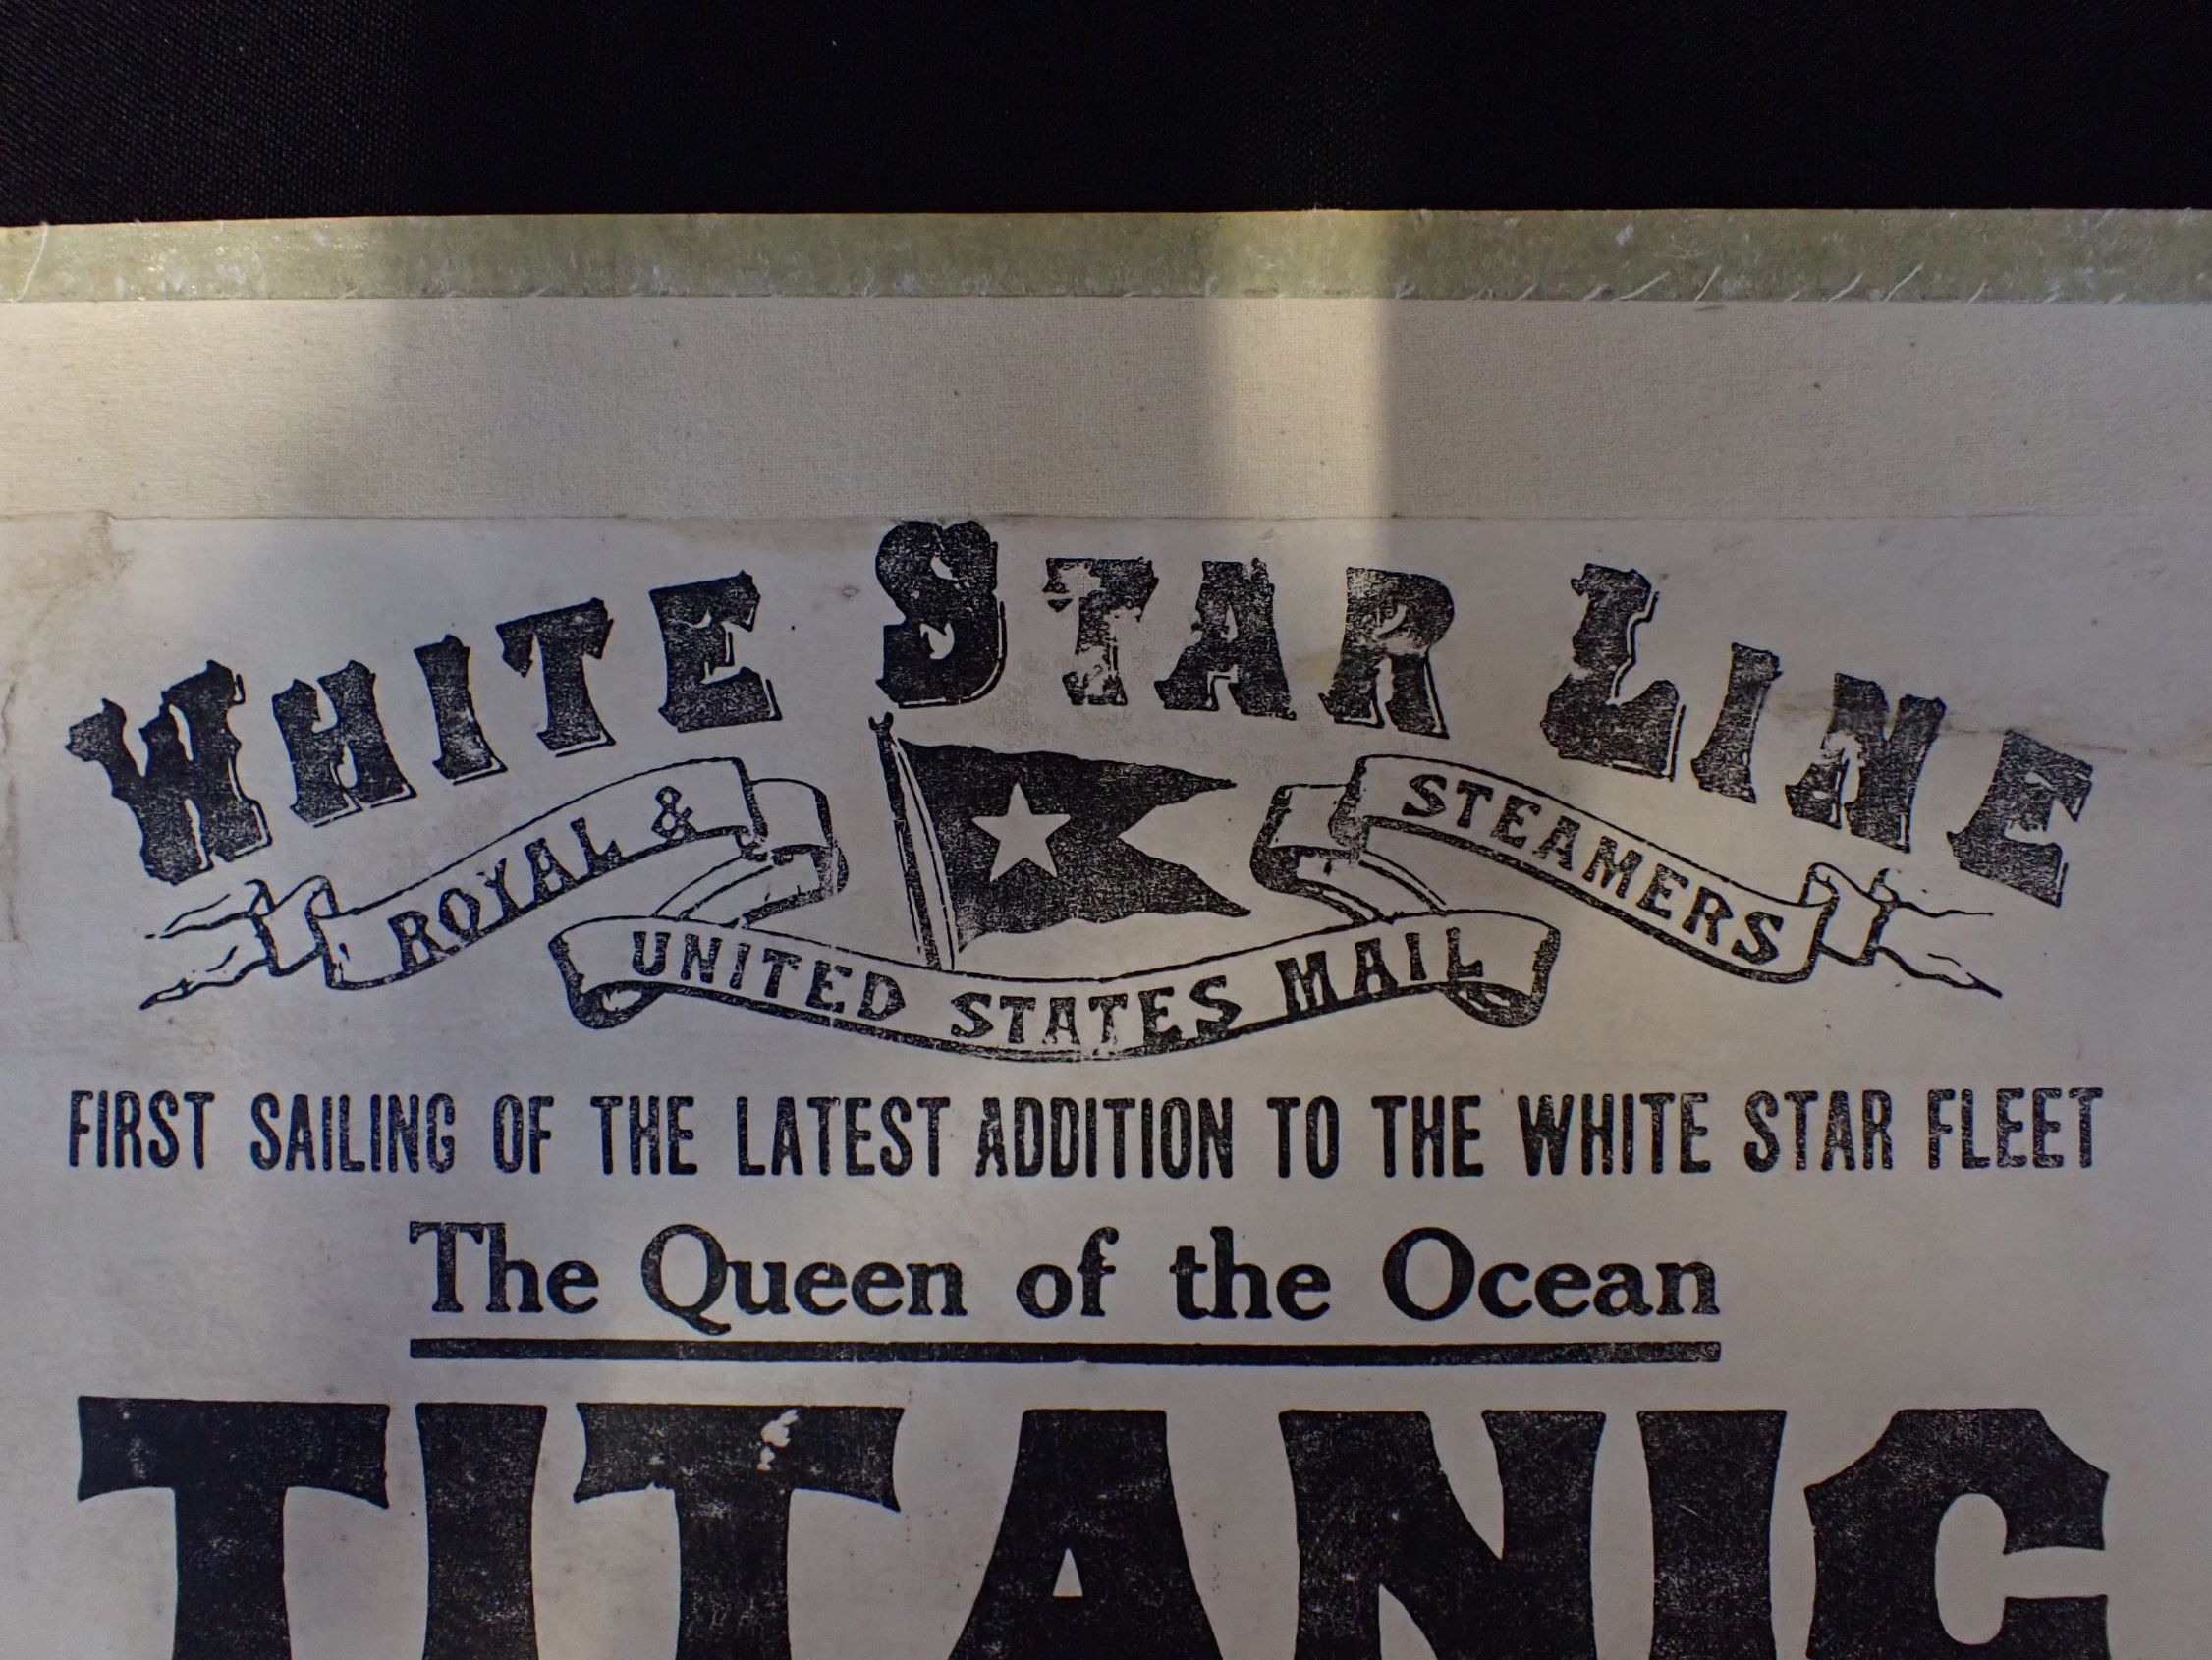 WHITE STAR LINE
ROYAL &
UNITED STATES MAIL
STEAMERS
FIRST SAILING OF THE LATEST ADDITION TO THE WHITE STAR FLEET
The Queen of the Ocean
TITANIC